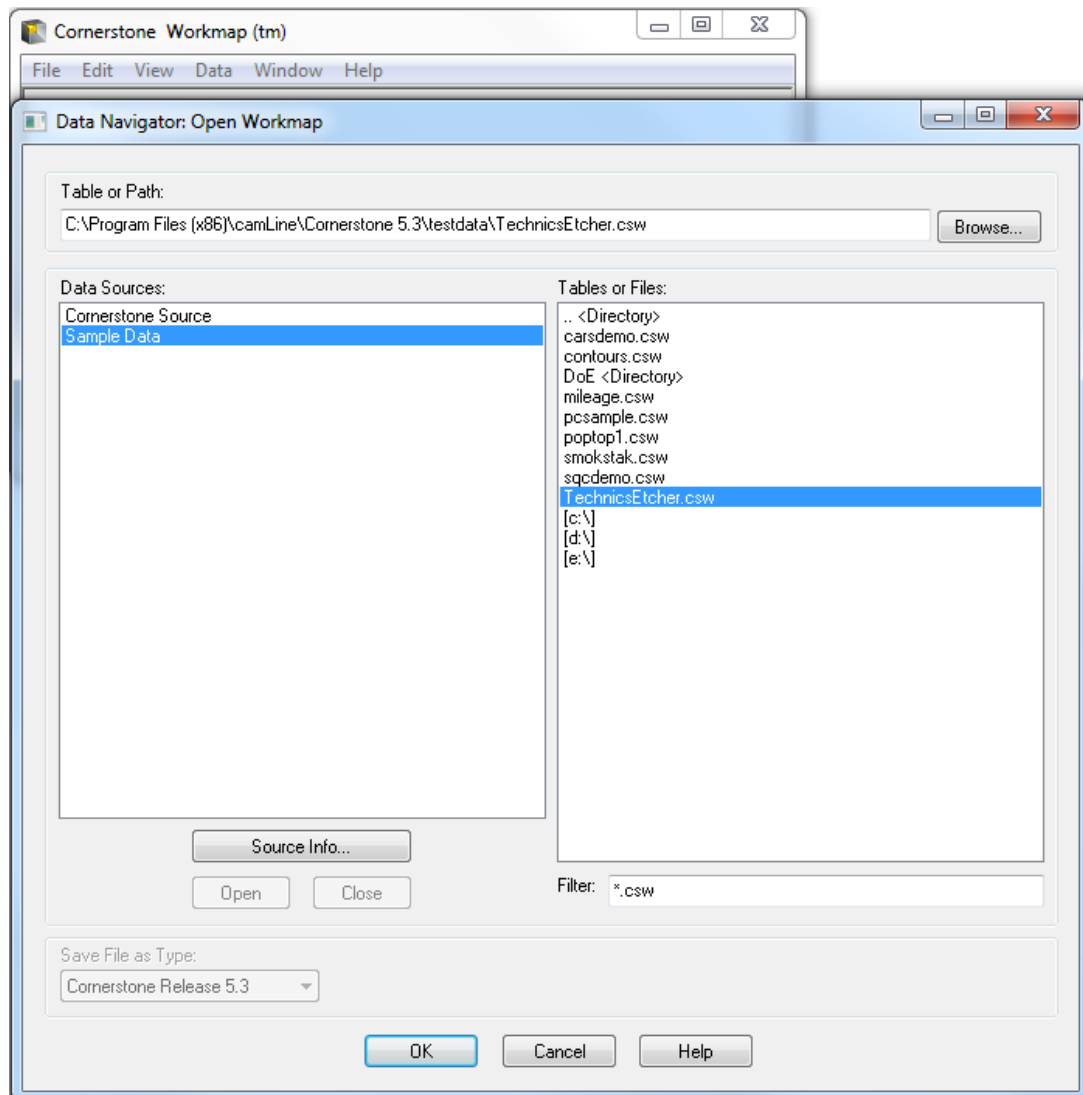 Cornerstone Workmap (tm)
File Edit View Data Window Help
Data Navigator: Open Workmap
Table or Path:
C:\Program Files (x86)\camLine\Cornerstone 5.3\testdata\TechnicsEtcher.csw
Browse...
Data Sources:
Cornerstone Source
Sample Data
Tables or Files:
.. <Directory>
carsdemo.csw
contours.csw
DoE <Directory>
mileage.csw
pcsample.csw
poptop1.csw
smokstak.csw
sqcdemo.csw
TechnicsEtcher.csw
[c:\]
[d:\]
[e:\]
Source Info...
Open Close
Filter: *.csw
Save File as Type:
Cornerstone Release 5.3
OK Cancel Help